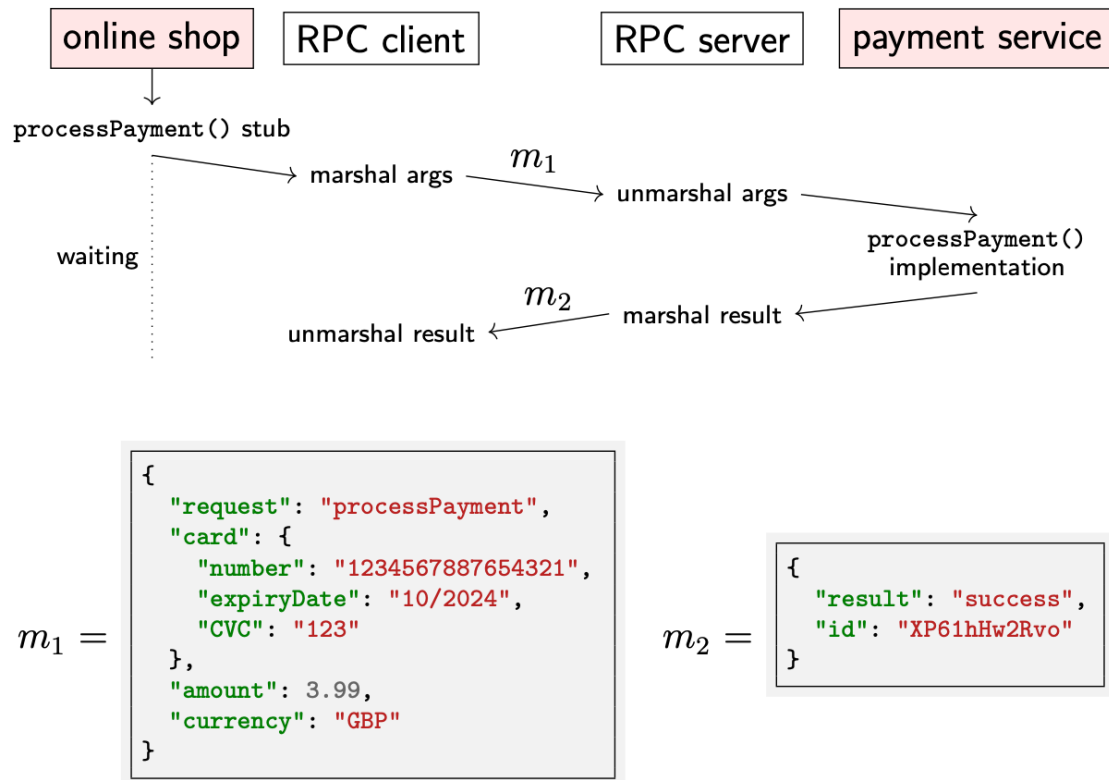 online shop
RPC client
RPC server
payment service
processPayment() stub
m1
marshal args
unmarshal args
processPayment()
implementation
waiting
m2
marshal result
unmarshal result
m1 =
{
"request": "processPayment",
"card": {
"number": "1234567887654321",
"expiryDate": "10/2024",
"CVC": "123"
},
"amount": 3.99,
"currency": "GBP"
}
m2 =
{
"result": "success",
"id": "XP61hHw2Rvo"
}